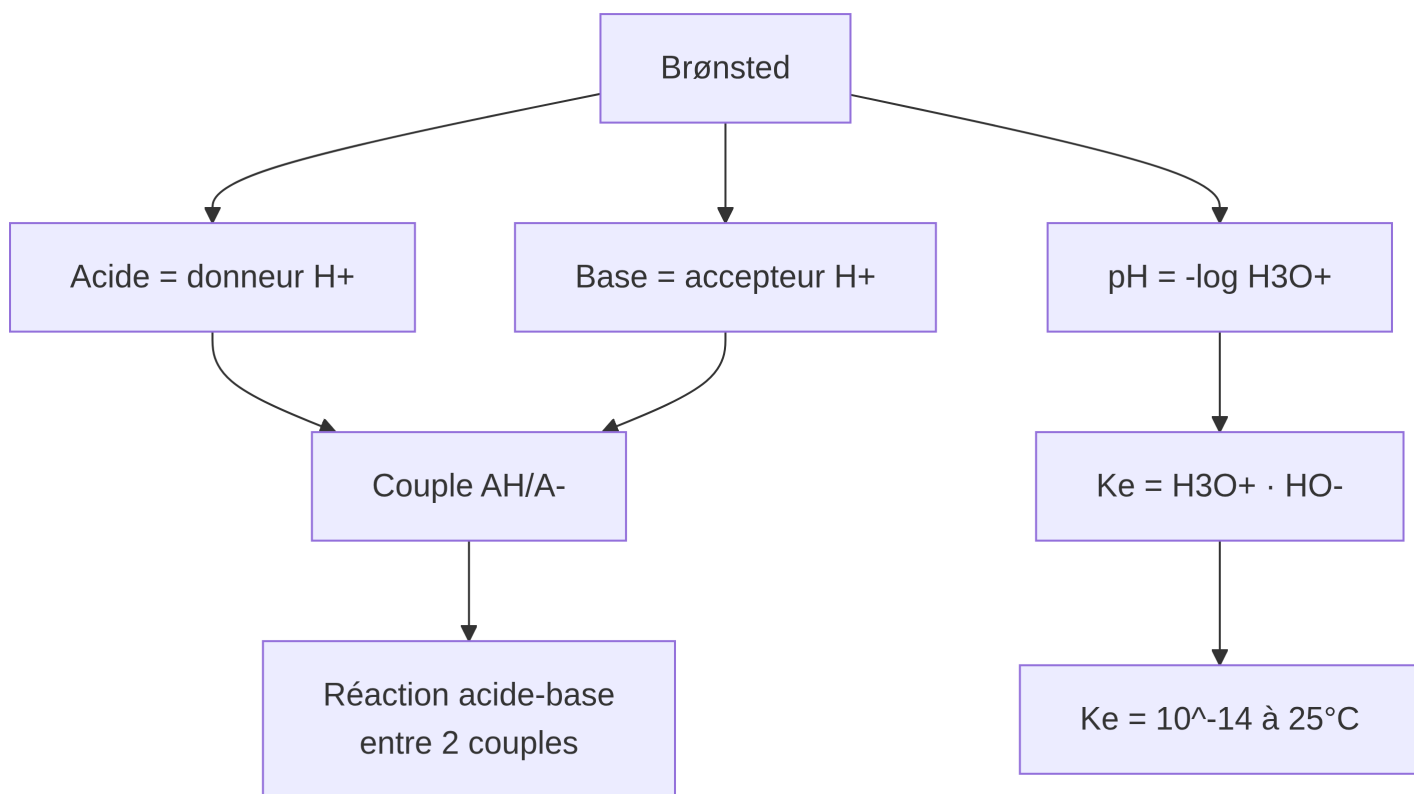 Brønsted
Acide = donneur H+
Base = accepteur H+
pH = -log H3O+
Couple AH/A-
Ke = H3O+ · HO-
Réaction acide-base
entre 2 couples
Ke = 10^-14 à 25°C